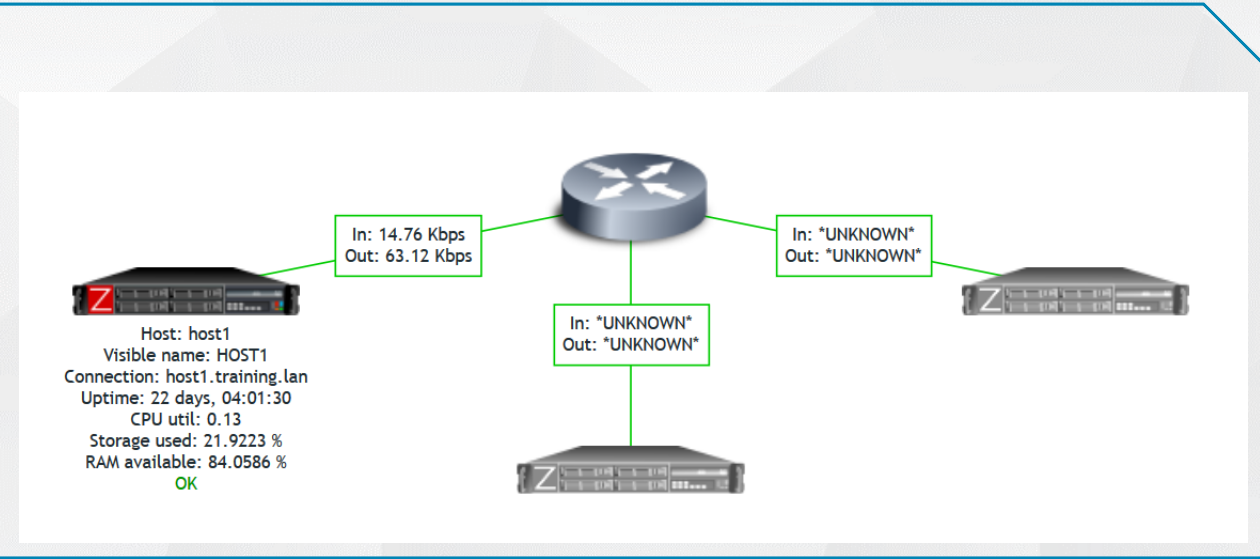 In: 14.76 Kbps
Out: 63.12 Kbps
In: *UNKNOWN*
Out: *UNKNOWN*
Z
Z
Host: host1
Visible name: HOST1
Connection: host1.training.lan
Uptime: 22 days, 04:01:30
CPU util: 0.13
Storage used: 21.9223 %
RAM available: 84.0586 %
OK
In: *UNKNOWN*
Out: *UNKNOWN*
Z